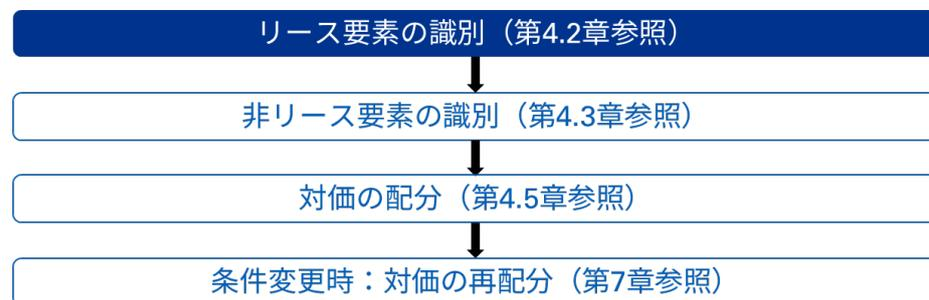 リース要素の識別（第4.2章参照）
非リース要素の識別（第4.3章参照）
対価の配分（第4.5章参照）
条件変更時：対価の再配分（第7章参照）